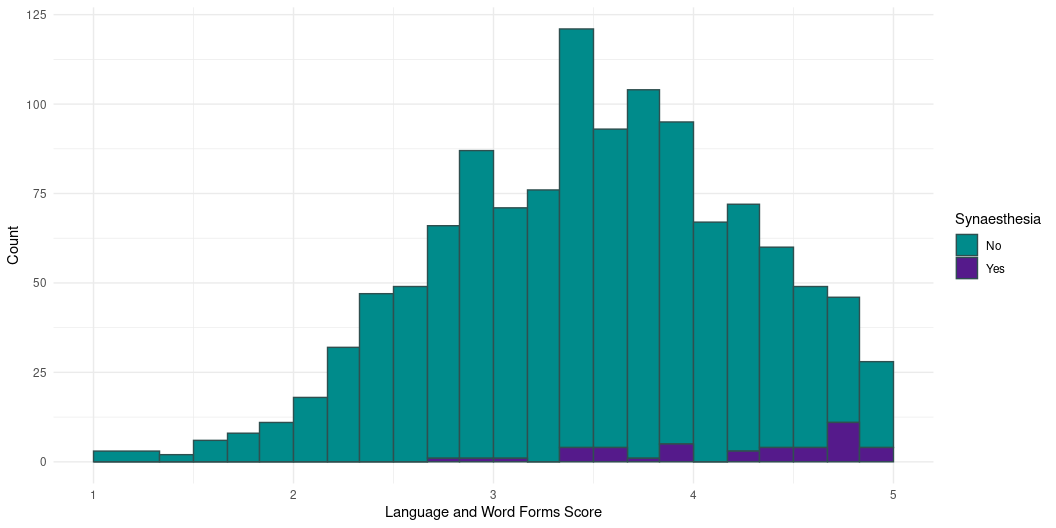 125
100
75
50
25
0
Count
1 2 3 4 5
Language and Word Forms Score
Synaesthesia
No
Yes